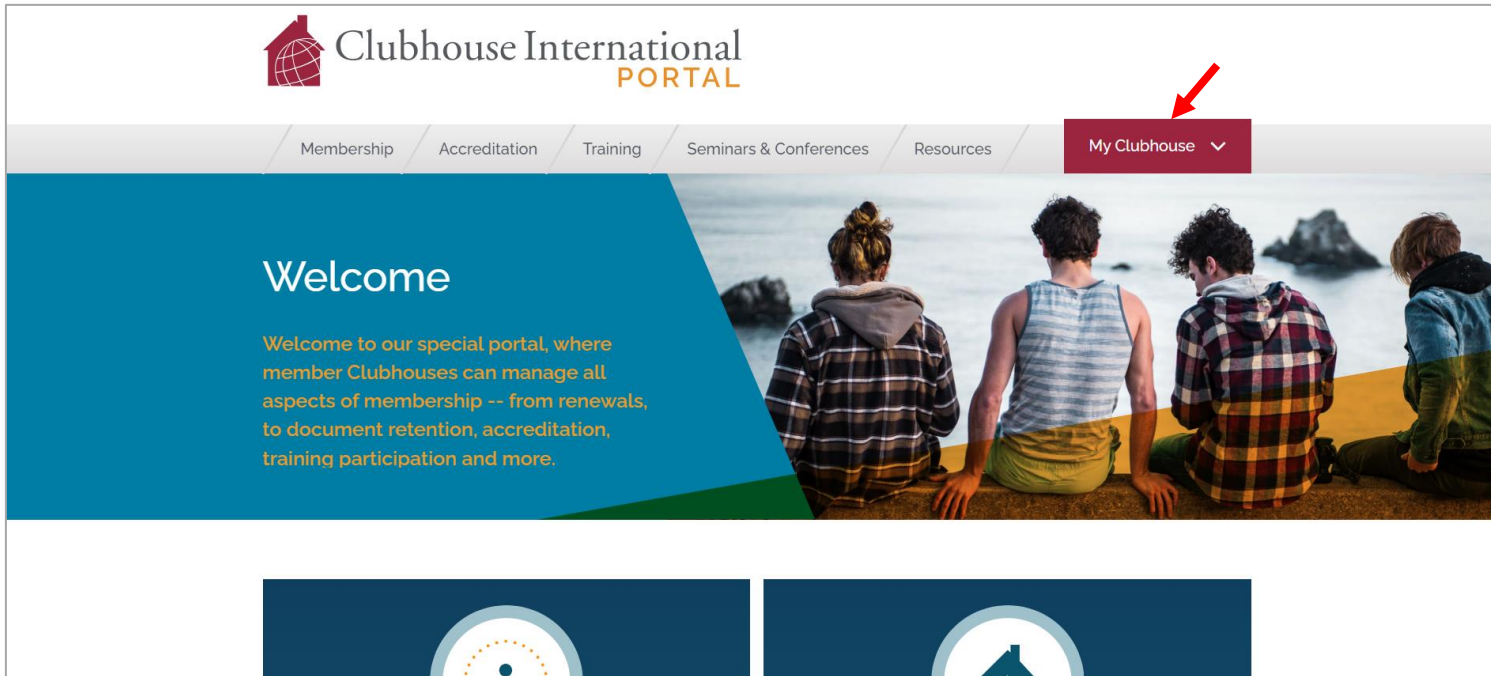 Clubhouse International
PORTAL
Membership
Accreditation
Training
Seminars & Conferences
Resources
My Clubhouse
Welcome
Welcome to our special portal, where
member Clubhouses can manage all
aspects of membership -- from renewals,
to document retention, accreditation,
training participation and more.